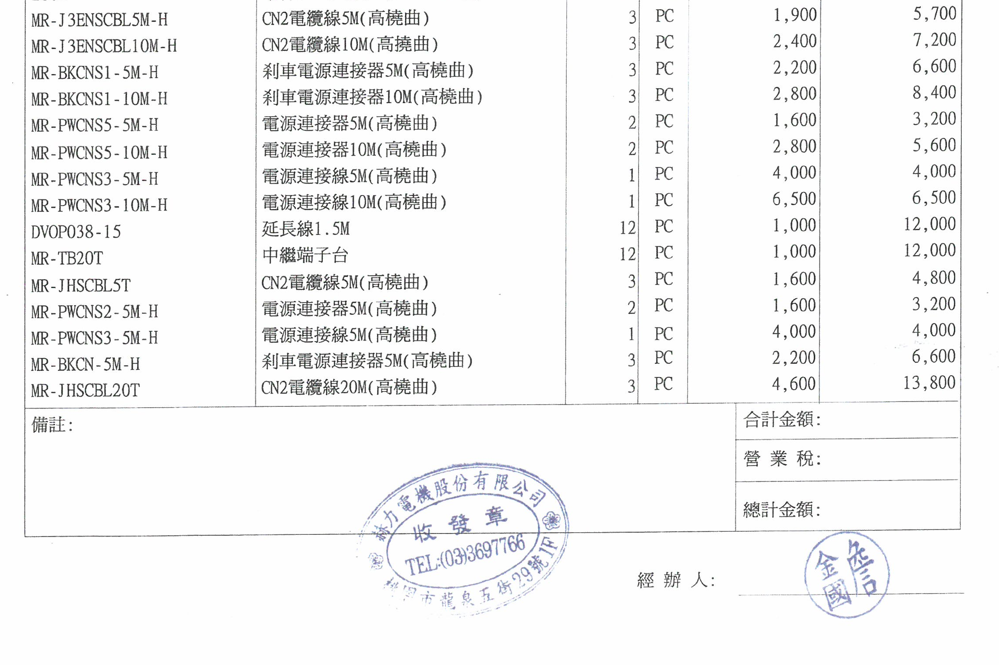 MR-J3ENSCBL5M-H CN2電纜線5M(高橈曲) 3 PC 1,900 5,700
MR-J3ENSCBL10M-H CN2電纜線10M(高撓曲) 3 PC 2,400 7,200
MR-BKCNS1-5M-H 剎車電源連接器5M(高橈曲) 3 PC 2,200 6,600
MR-BKCNS1-10M-H 剎車電源連接器10M(高橈曲) 3 PC 2,800 8,400
MR-PWCNS5-5M-H 電源連接器5M(高橈曲) 2 PC 1,600 3,200
MR-PWCNS5-10M-H 電源連接器10M(高橈曲) 2 PC 2,800 5,600
MR-PWCNS3-5M-H 電源連接線5M(高橈曲) 1 PC 4,000 4,000
MR-PWCNS3-10M-H 電源連接線10M(高橈曲) 1 PC 6,500 6,500
DVOP038-15 延長線1.5M 12 PC 1,000 12,000
MR-TB20T 中繼端子台 12 PC 1,000 12,000
MR-JHSCBL5T CN2電纜線5M(高橈曲) 3 PC 1,600 4,800
MR-PWCNS2-5M-H 電源連接器5M(高橈曲) 2 PC 1,600 3,200
MR-PWCNS3-5M-H 電源連接線5M(高橈曲) 1 PC 4,000 4,000
MR-BKCN-5M-H 剎車電源連接器5M(高橈曲) 3 PC 2,200 6,600
MR-JHSCBL20T CN2電纜線20M(高橈曲) 3 PC 4,600 13,800
備註:
合計金額:
營 業 稅:
總計金額:
赫力電機股份有限公司
收發章
TEL:(03)3697766
桃園市龍泉五街29號1F
經 辦 人:
詹金國